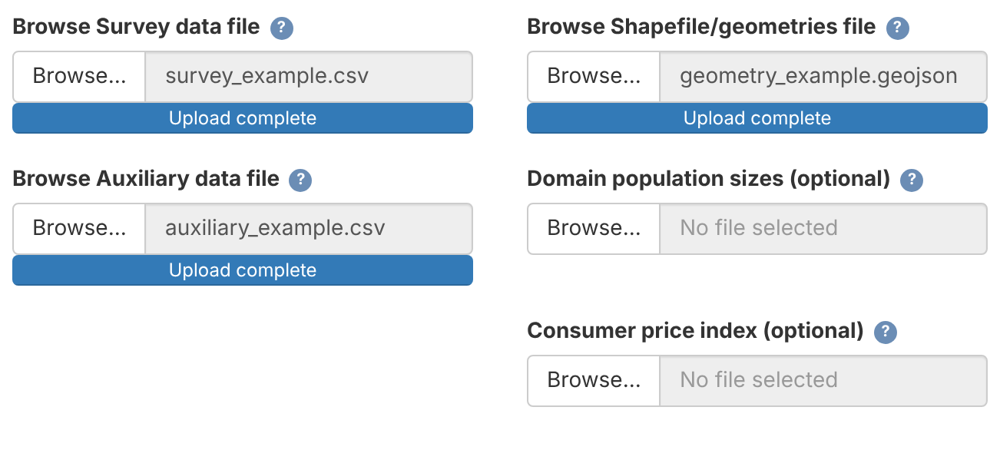 Browse Survey data file ?
Browse... survey_example.csv
Upload complete
Browse Shapefile/geometries file ?
Browse... geometry_example.geojson
Upload complete
Browse Auxiliary data file ?
Browse... auxiliary_example.csv
Upload complete
Domain population sizes (optional) ?
Browse... No file selected
Consumer price index (optional) ?
Browse... No file selected